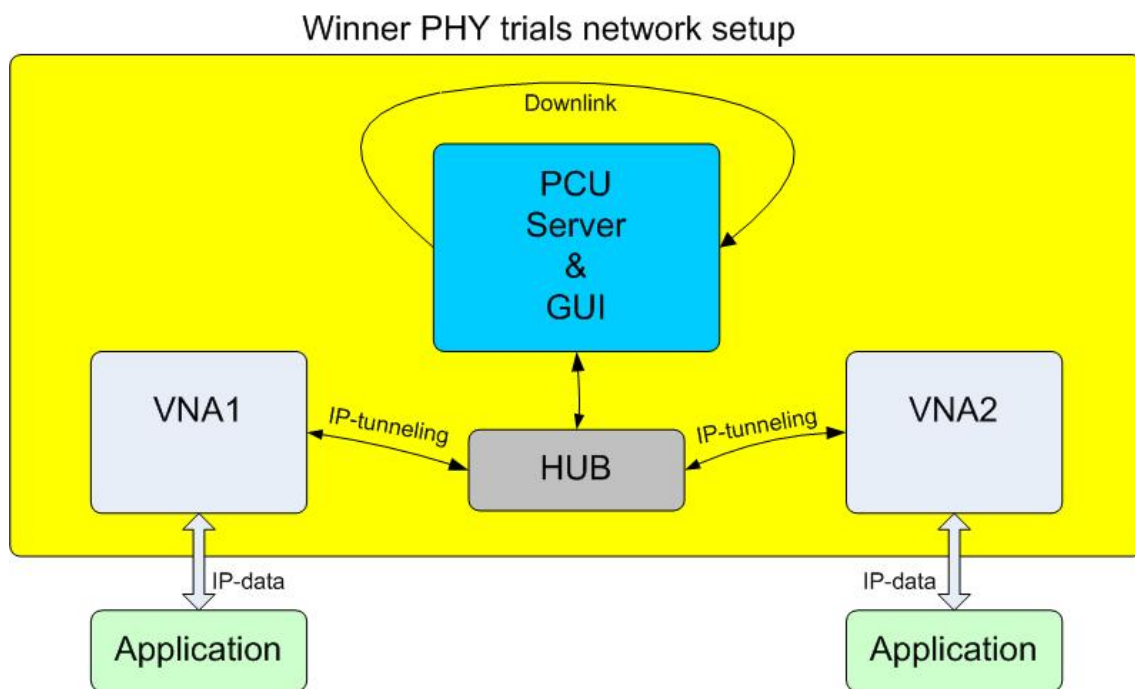 Winner PHY trials network setup
Downlink
PCU
Server
&
GUI
VNA1
IP-tunneling
HUB
IP-tunneling
VNA2
IP-data
IP-data
Application
Application